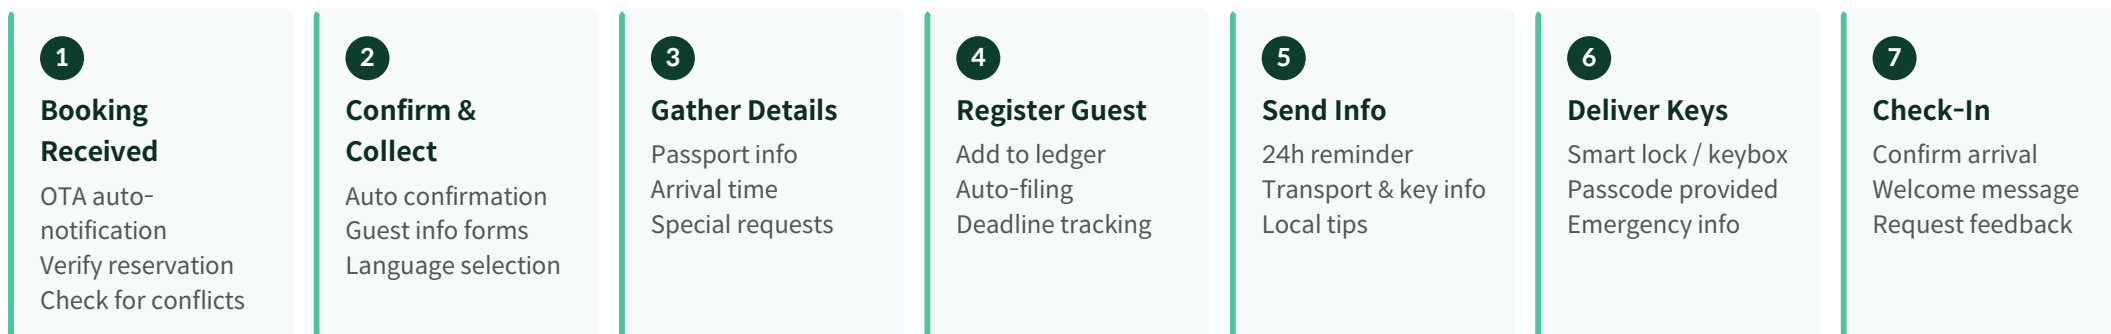 1
Booking
Received
OTA auto-
notification
Verify reservation
Check for conflicts
2
Confirm &
Collect
Auto confirmation
Guest info forms
Language selection
3
Gather Details
Passport info
Arrival time
Special requests
4
Register Guest
Add to ledger
Auto-filing
Deadline tracking
5
Send Info
24h reminder
Transport & key info
Local tips
6
Deliver Keys
Smart lock / keybox
Passcode provided
Emergency info
7
Check-In
Confirm arrival
Welcome message
Request feedback